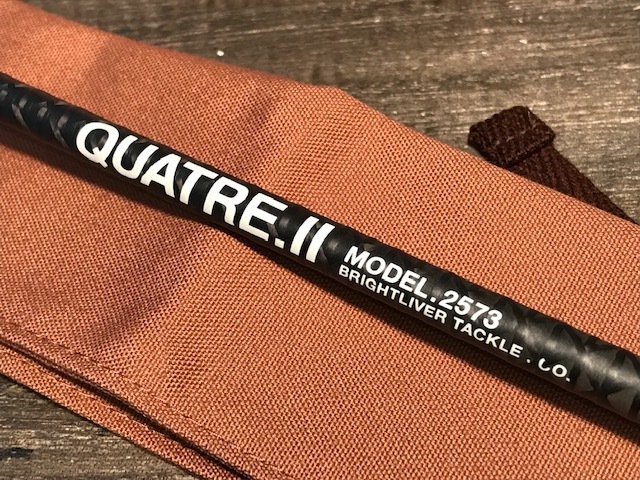 QUATRE.II
MODEL.2573
BRIGHTLIVER TACKLE.CO.